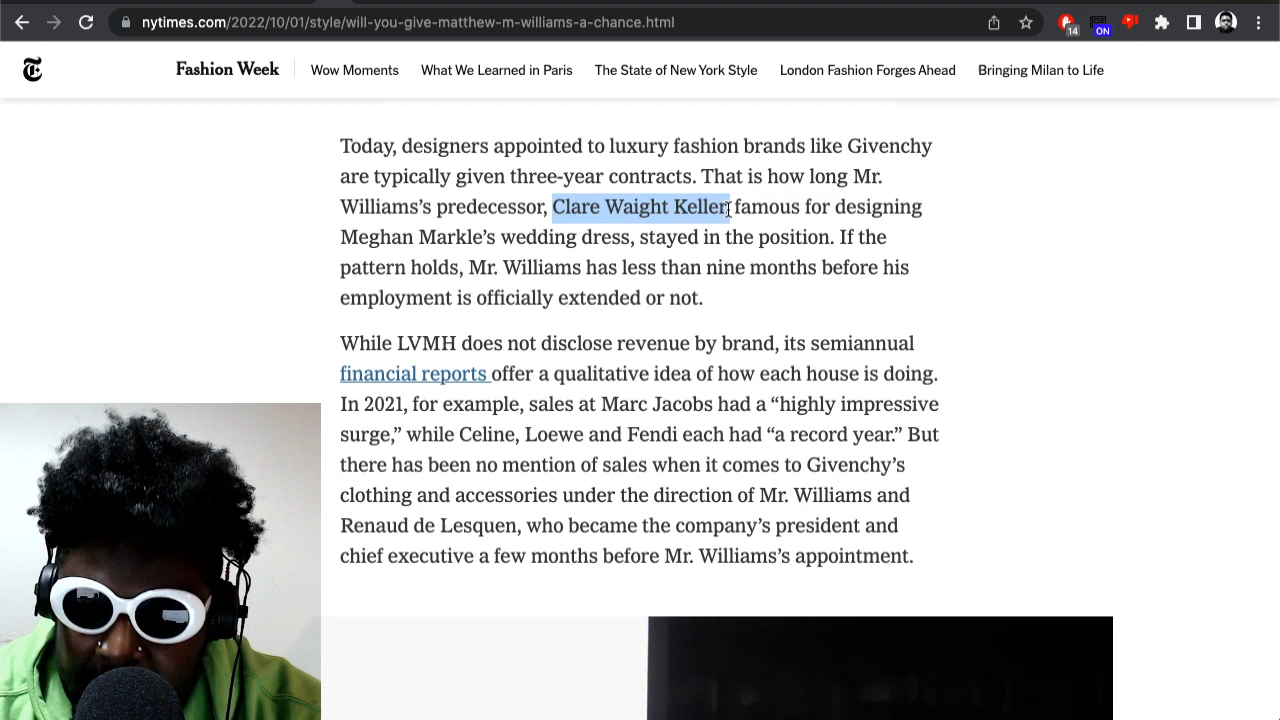 nytimes.com/2022/10/01/style/will-you-give-matthew-m-williams-a-chance.html
14
ON
T
Fashion Week
Wow Moments
What We Learned in Paris
The State of New York Style
London Fashion Forges Ahead
Bringing Milan to Life
Today, designers appointed to luxury fashion brands like Givenchy
are typically given three-year contracts. That is how long Mr.
Williams’s predecessor, Clare Waight Keller, famous for designing
Meghan Markle’s wedding dress, stayed in the position. If the
pattern holds, Mr. Williams has less than nine months before his
employment is officially extended or not.
While LVMH does not disclose revenue by brand, its semiannual
financial reports offer a qualitative idea of how each house is doing.
In 2021, for example, sales at Marc Jacobs had a “highly impressive
surge,” while Celine, Loewe and Fendi each had “a record year.” But
there has been no mention of sales when it comes to Givenchy’s
clothing and accessories under the direction of Mr. Williams and
Renaud de Lesquen, who became the company’s president and
chief executive a few months before Mr. Williams’s appointment.